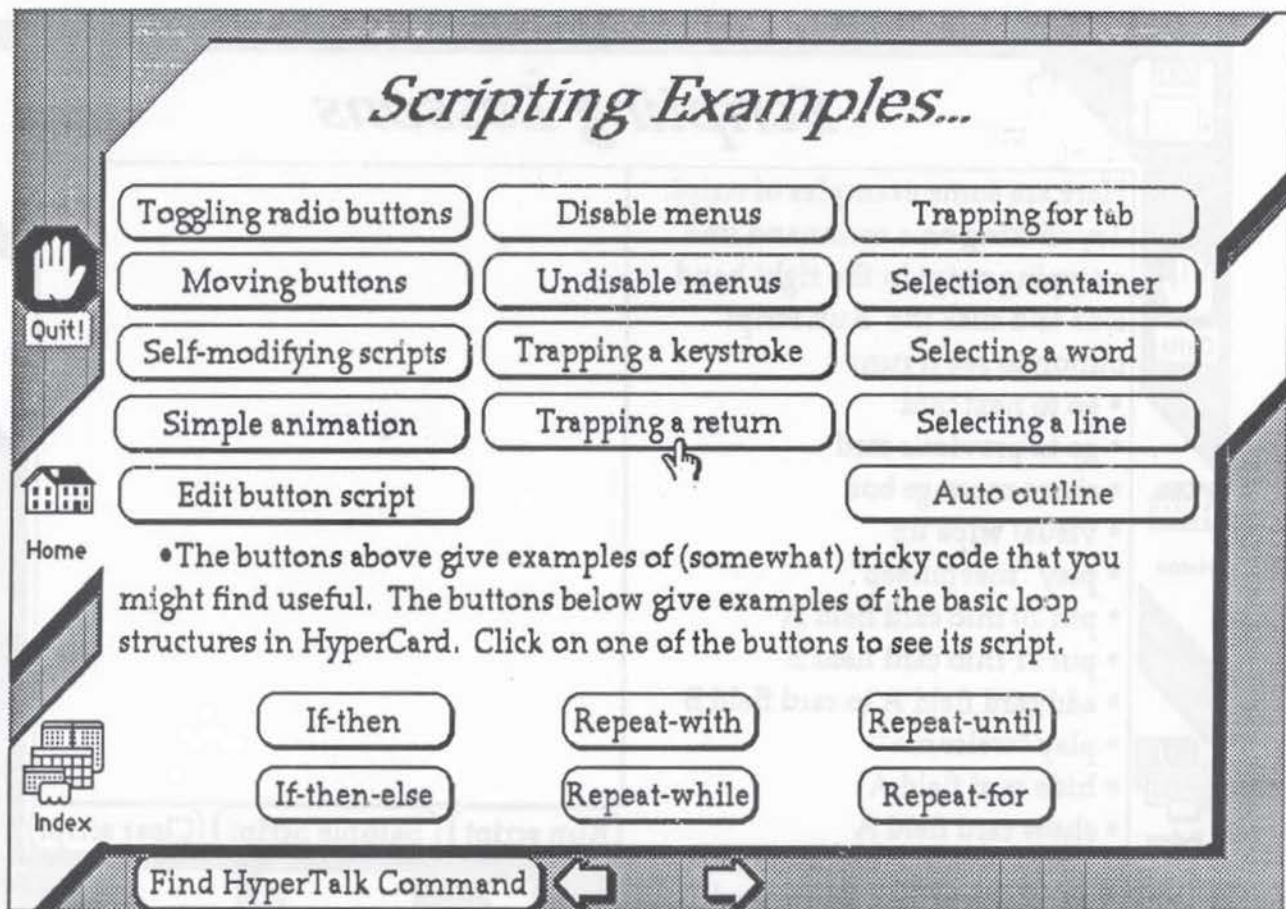 Scripting Examples...
Toggling radio buttons
Disable menus
Trapping for tab
Moving buttons
Undisable menus
Selection container
Quit!
Self-modifying scripts
Trapping a keystroke
Selecting a word
Simple animation
Trapping a return
Selecting a line
Edit button script
Auto outline
Home
•The buttons above give examples of (somewhat) tricky code that you
might find useful. The buttons below give examples of the basic loop
structures in HyperCard. Click on one of the buttons to see its script.
If-then
Repeat-with
Repeat-until
If-then-else
Repeat-while
Repeat-for
Index
Find HyperTalk Command